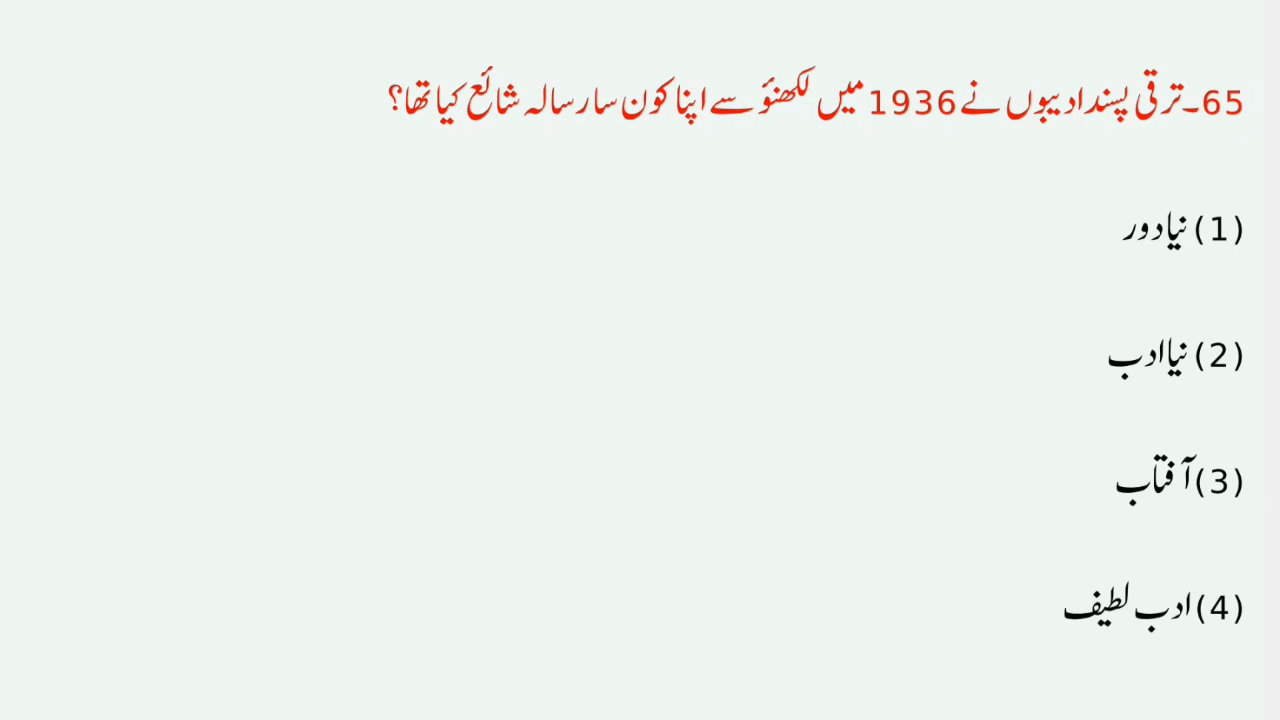 65۔ترقی پسند ادیبوں نے 1936 میں لکھنؤ سے اپنا کون سا رسالہ شائع کیا تھا؟
(1) نیا دور
(2) نیا ادب
(3) آفتاب
(4) ادب لطیف